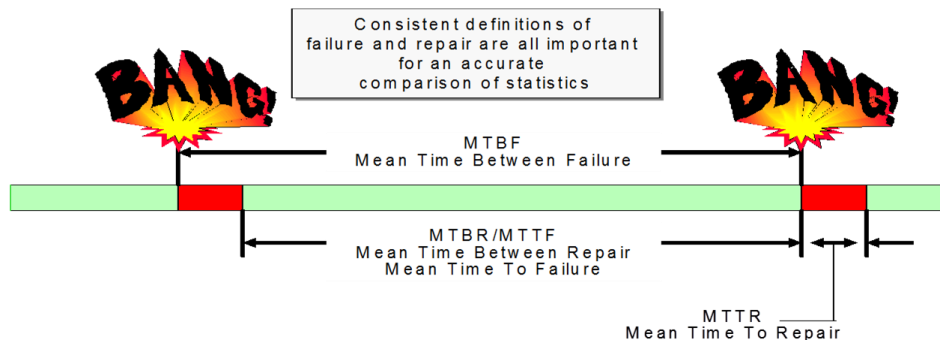 Consistent definitions of
failure and repair are all important
for an accurate
comparison of statistics
BANG!
BANG!
MTBF
Mean Time Between Failure
MTBR/MTTF
Mean Time Between Repair
Mean Time To Failure
MTTR
Mean Time To Repair